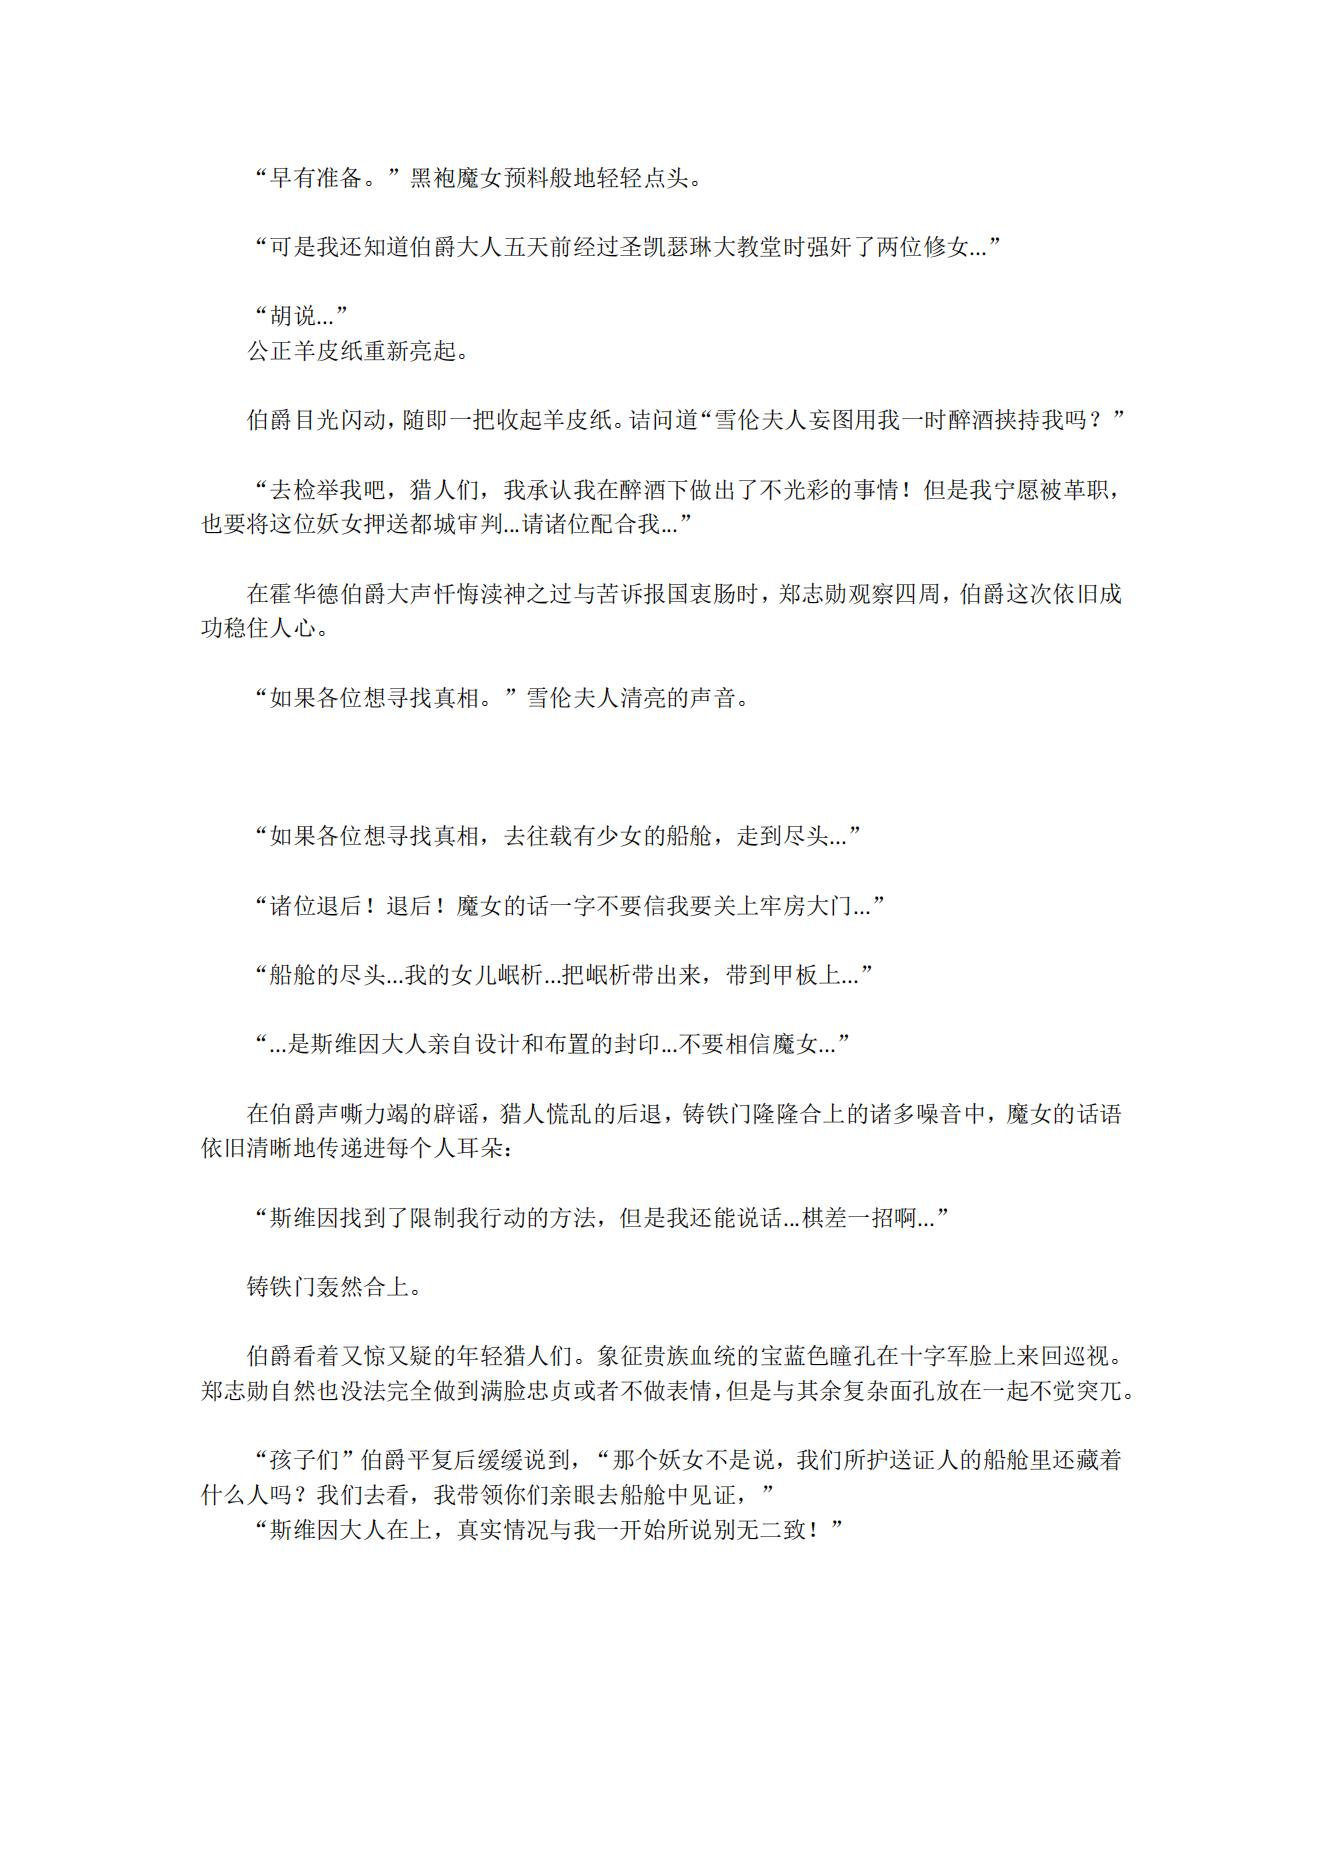 “早有准备。”黑袍魔女预料般地轻轻点头。
“可是我还知道伯爵大人五天前经过圣凯瑟琳大教堂时强奸了两位修女...”
“胡说...”
公正羊皮纸重新亮起。
伯爵目光闪动，随即一把收起羊皮纸。诘问道“雪伦夫人妄图用我一时醉酒挟持我吗？”
“去检举我吧，猎人们，我承认我在醉酒下做出了不光彩的事情！但是我宁愿被革职，
也要将这位妖女押送都城审判...请诸位配合我...”
在霍华德伯爵大声忏悔渎神之过与苦诉报国衷肠时，郑志勋观察四周，伯爵这次依旧成
功稳住人心。
“如果各位想寻找真相。”雪伦夫人清亮的声音。
“如果各位想寻找真相，去往载有少女的船舱，走到尽头...”
“诸位退后！退后！魔女的话一字不要信我要关上牢房大门...”
“船舱的尽头...我的女儿岷析...把岷析带出来，带到甲板上...”
“...是斯维因大人亲自设计和布置的封印...不要相信魔女...”
在伯爵声嘶力竭的辟谣，猎人慌乱的后退，铸铁门隆隆合上的诸多噪音中，魔女的话语
依旧清晰地传递进每个人耳朵：
“斯维因找到了限制我行动的方法，但是我还能说话...棋差一招啊...”
铸铁门轰然合上。
伯爵看着又惊又疑的年轻猎人们。象征贵族血统的宝蓝色瞳孔在十字军脸上来回巡视。
郑志勋自然也没法完全做到满脸忠贞或者不做表情，但是与其余复杂面孔放在一起不觉突兀。
“孩子们”伯爵平复后缓缓说到，“那个妖女不是说，我们所护送证人的船舱里还藏着
什么人吗？我们去看，我带领你们亲眼去船舱中见证，”
“斯维因大人在上，真实情况与我一开始所说别无二致！”